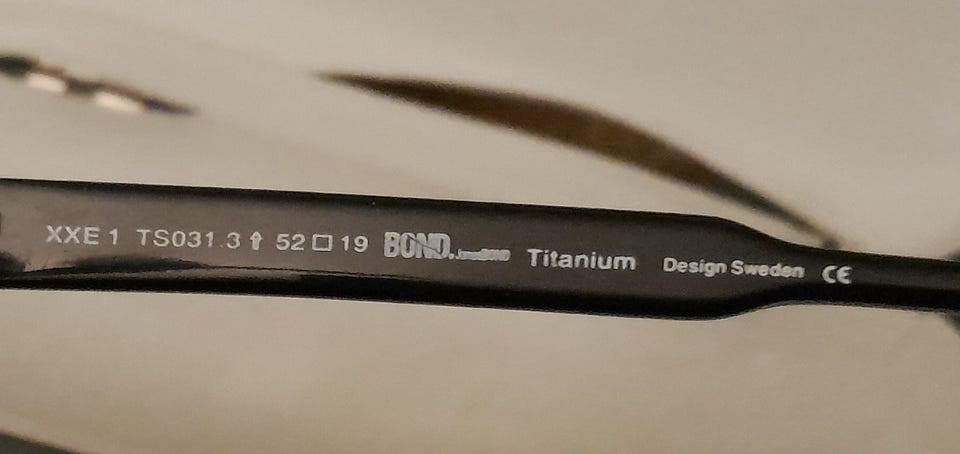 XXE 1 TS031.3⇧ 52□19 BOND. Titanium Design Sweden CE